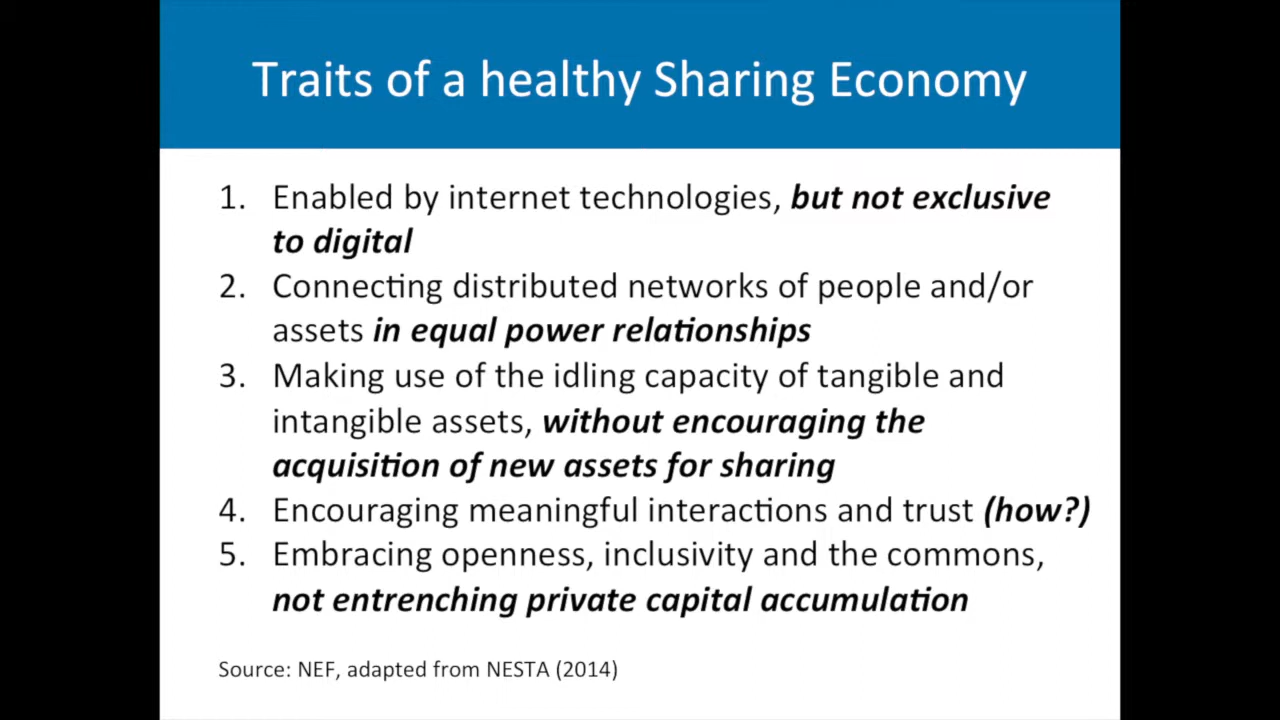 Traits of a healthy Sharing Economy
1. Enabled by internet technologies, but not exclusive
to digital
2. Connecting distributed networks of people and/or
assets in equal power relationships
3. Making use of the idling capacity of tangible and
intangible assets, without encouraging the
acquisition of new assets for sharing
4. Encouraging meaningful interactions and trust (how?)
5. Embracing openness, inclusivity and the commons,
not entrenching private capital accumulation
Source: NEF, adapted from NESTA (2014)